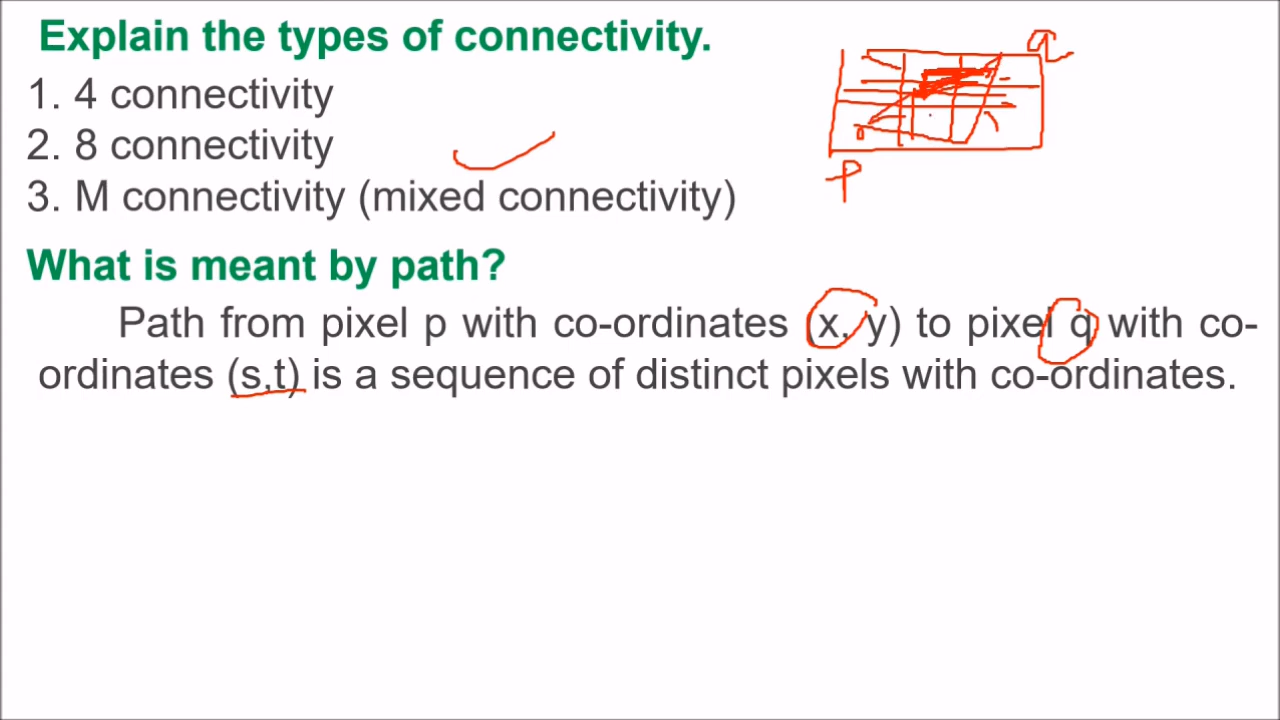 Explain the types of connectivity.
1. 4 connectivity
2. 8 connectivity
3. M connectivity (mixed connectivity)
q
p
What is meant by path?
Path from pixel p with co-ordinates (x, y) to pixel q with co-
ordinates (s,t) is a sequence of distinct pixels with co-ordinates.